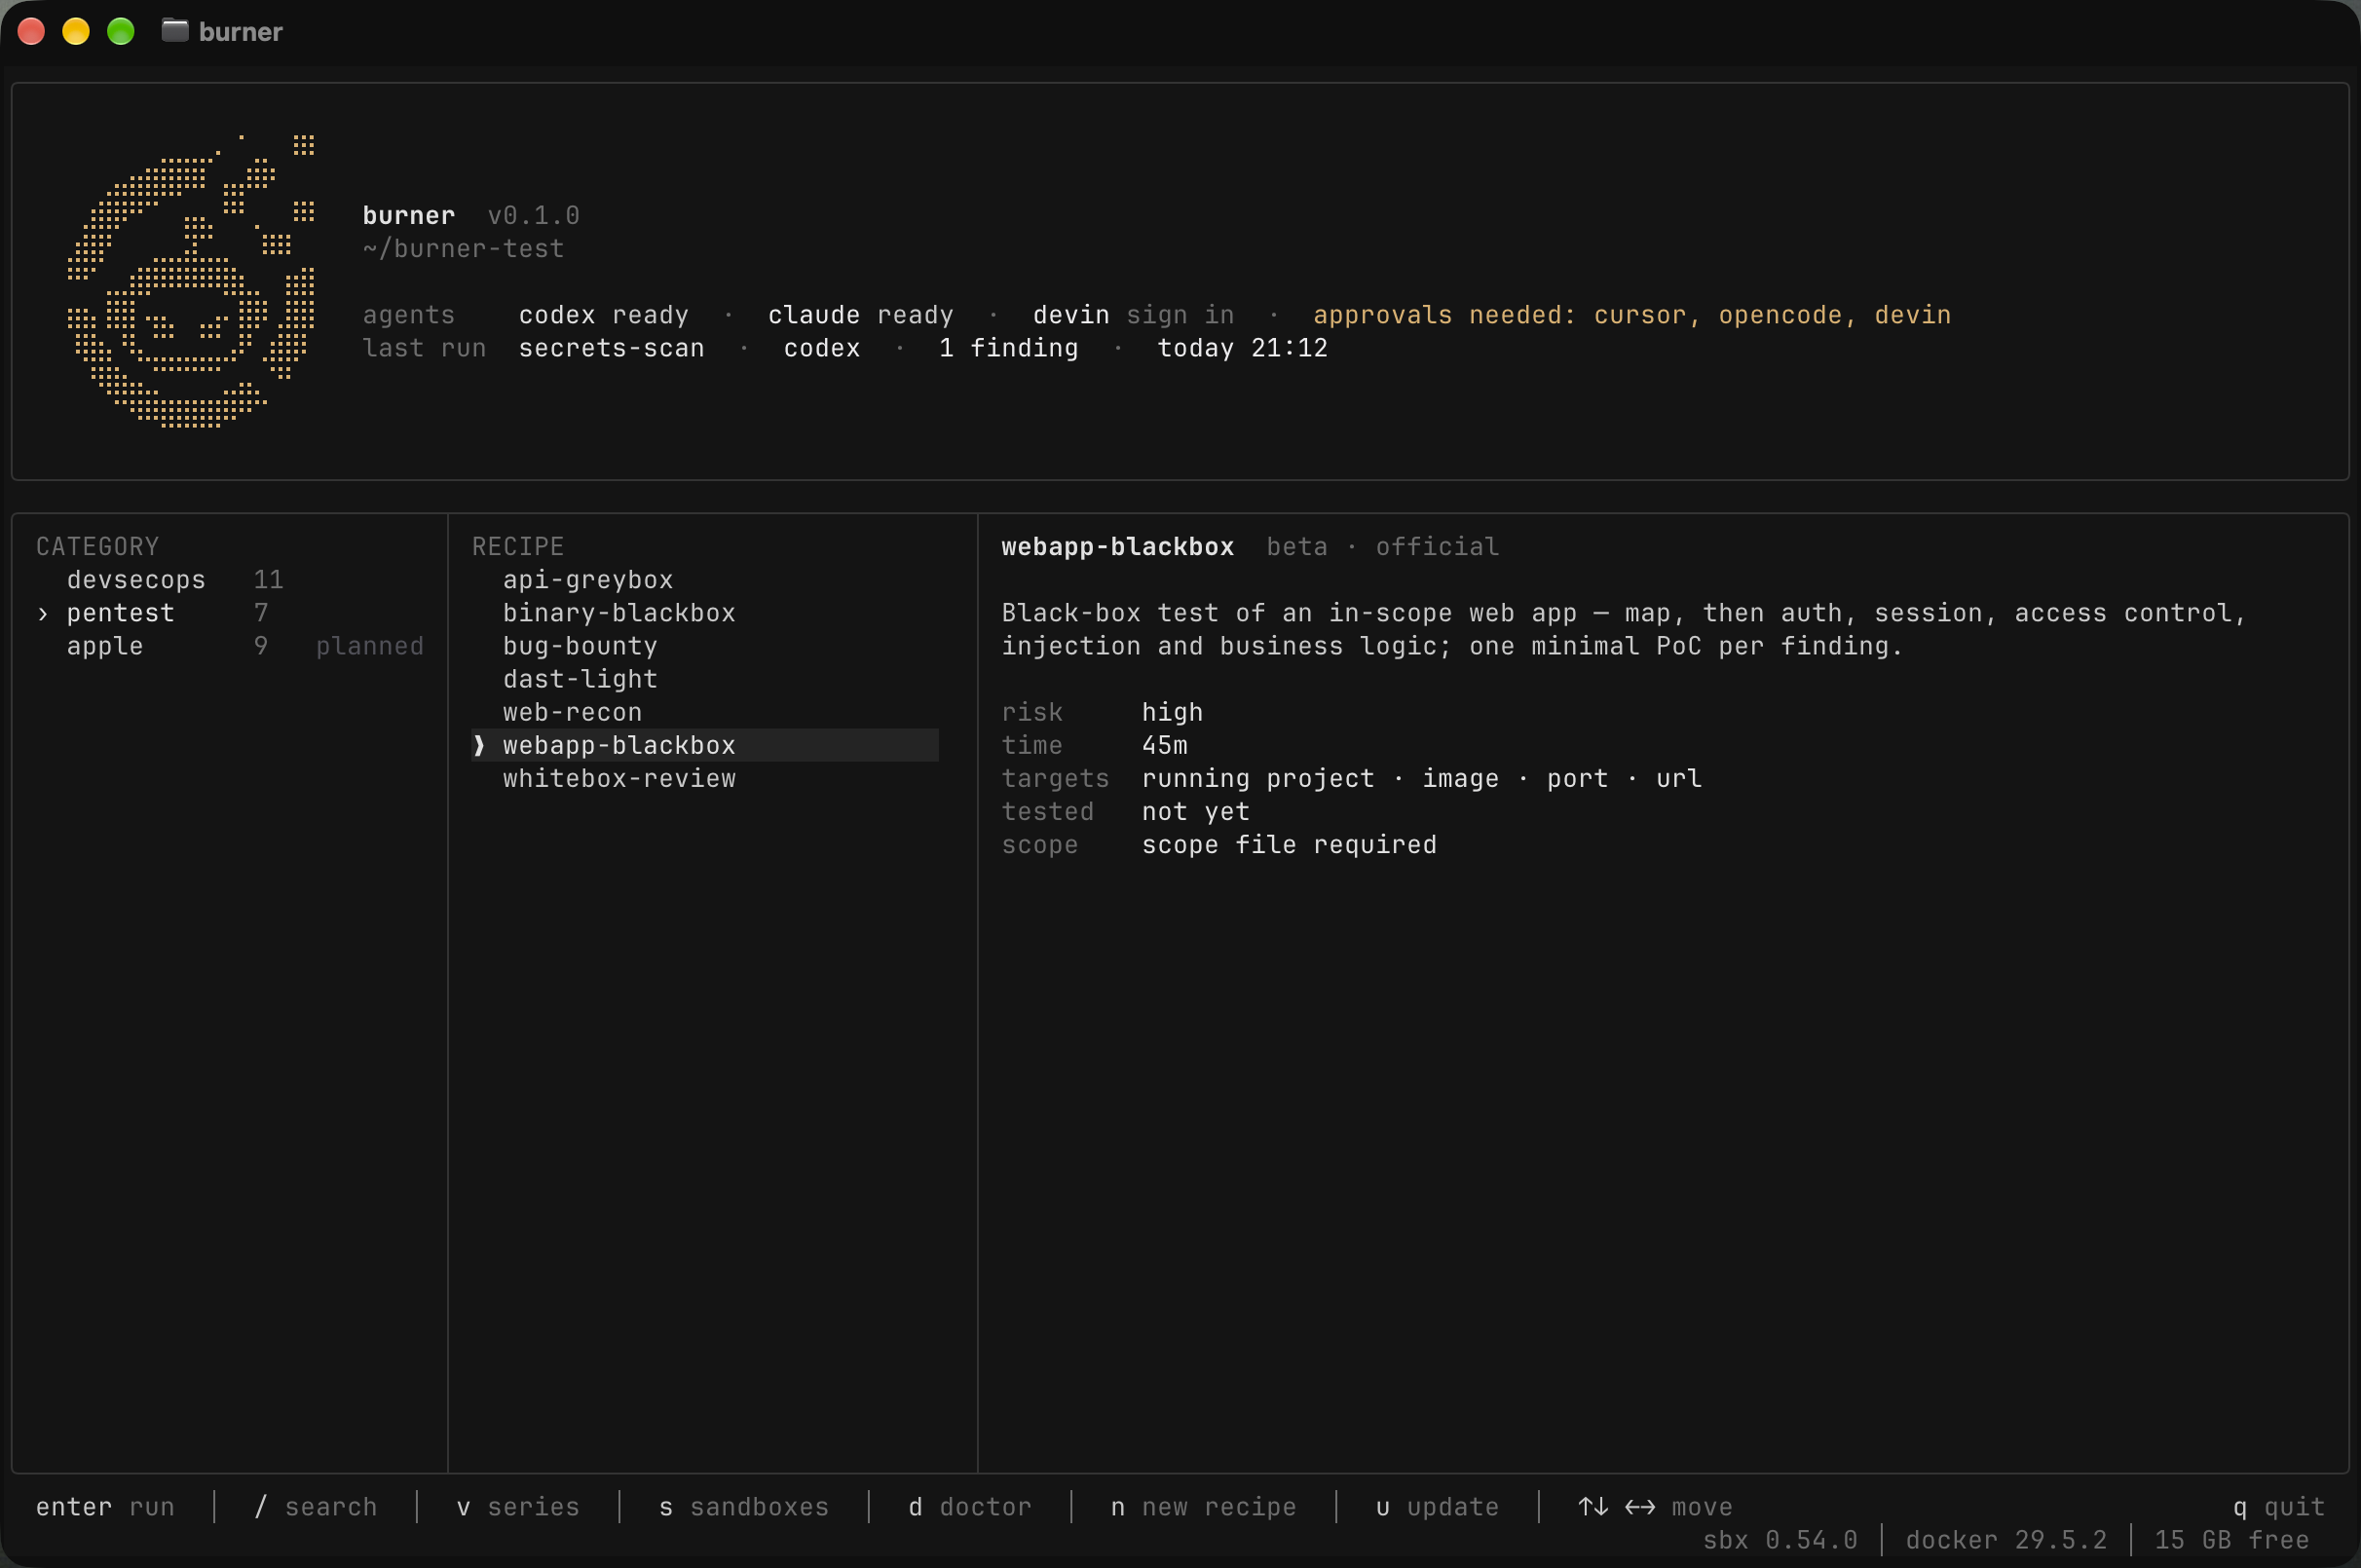 burner
burner v0.1.0
~/burner-test
agents codex ready · claude ready · devin sign in · approvals needed: cursor, opencode, devin
last run secrets-scan · codex · 1 finding · today 21:12
CATEGORY
devsecops 11
› pentest 7
apple 9 planned
RECIPE
api-greybox
binary-blackbox
bug-bounty
dast-light
web-recon
❯ webapp-blackbox
whitebox-review
webapp-blackbox beta · official
Black-box test of an in-scope web app — map, then auth, session, access control,
injection and business logic; one minimal PoC per finding.
risk high
time 45m
targets running project · image · port · url
tested not yet
scope scope file required
enter run │ / search │ v series │ s sandboxes │ d doctor │ n new recipe │ u update │ ↑↓ ←→ move q quit
sbx 0.54.0 │ docker 29.5.2 │ 15 GB free